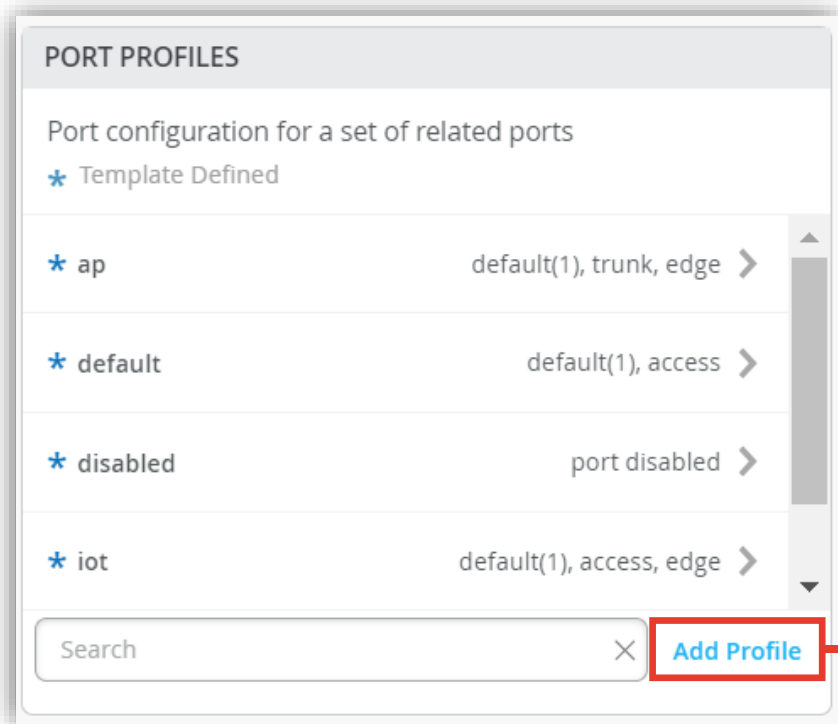 PORT PROFILES
Port configuration for a set of related ports
* Template Defined
* ap default(1), trunk, edge
* default default(1), access
* disabled port disabled
* iot default(1), access, edge
Search Add Profile